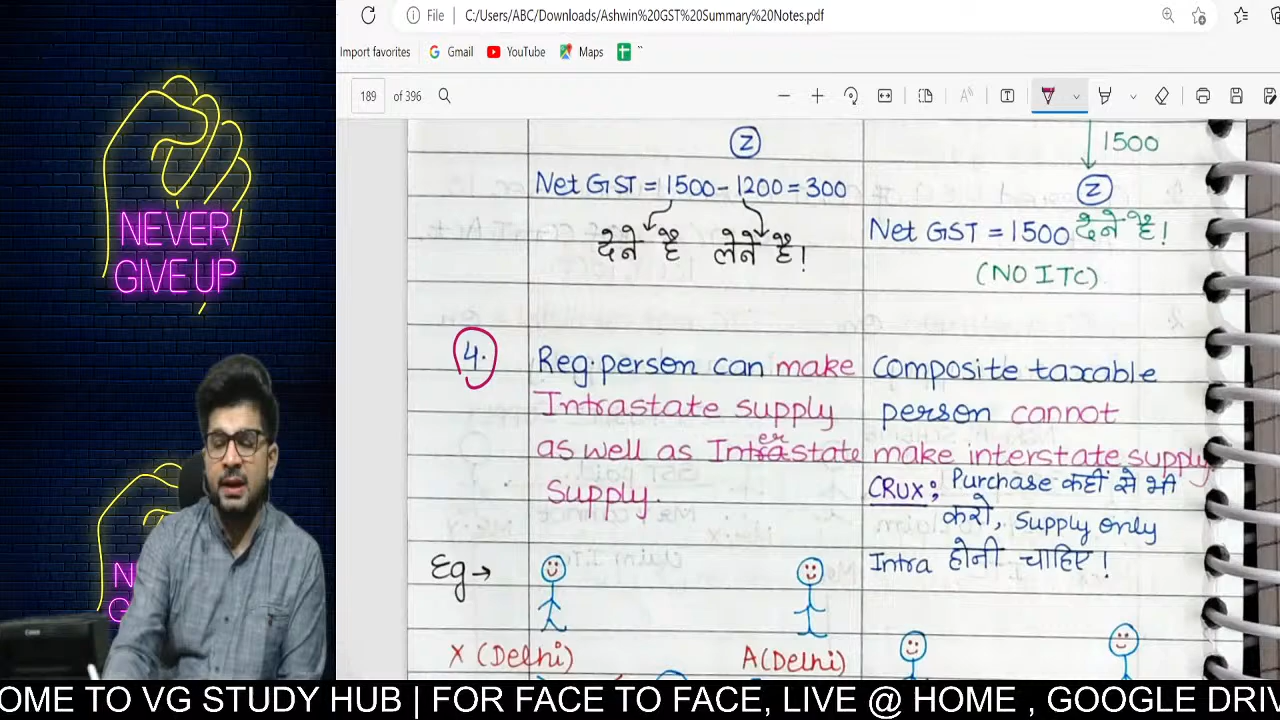 File C:/Users/ABC/Downloads/Ashwin%20GST%20Summary%20Notes.pdf
Import favorites Gmail YouTube Maps
189 of 396
Z
1500
Net GST = 1500 - 1200 = 300
Z
देने है लेने है!
Net GST = 1500 देने है!
(NO ITC)
4.
Reg. person can make
Intrastate supply
as well as Interstate
Supply.
Composite taxable
person cannot
make interstate supply
CRUX; Purchase कहीं से भी
करो, Supply only
Intra होनी चाहिए!
Eg →
X (Delhi) A (Delhi)
NEVER
GIVE UP
N
G
Canon
OME TO VG STUDY HUB | FOR FACE TO FACE, LIVE @ HOME , GOOGLE DRIV